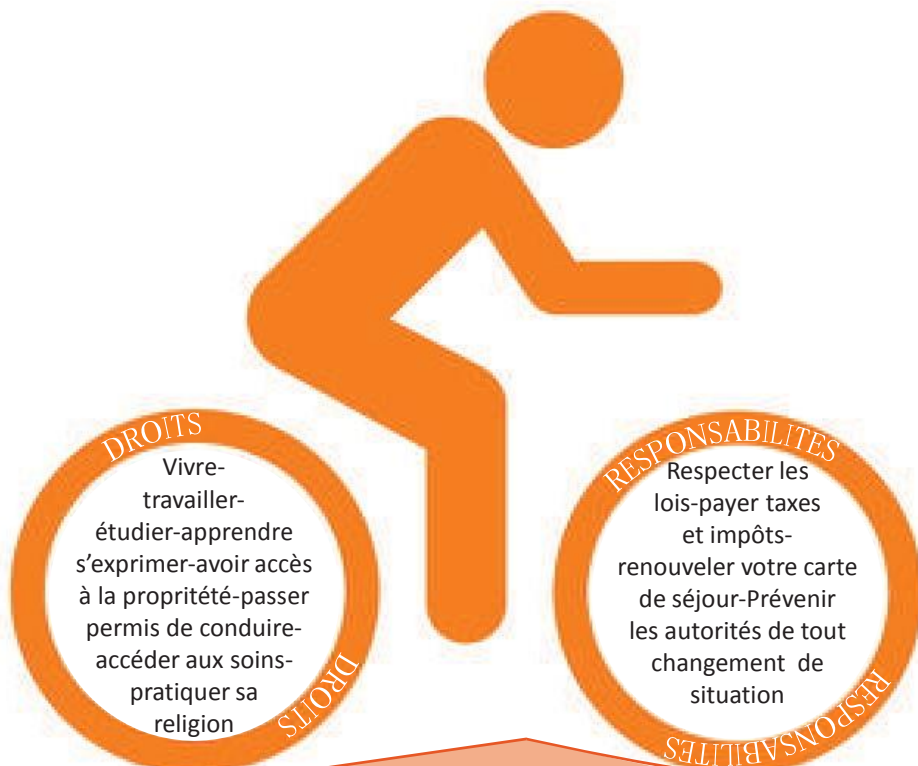 DROITS
Vivre-
travailler-
étudier-apprendre
s’exprimer-avoir accès
à la propritété-passer
permis de conduire-
accéder aux soins-
pratiquer sa
religion
DROITS
RESPONSABILITES
Respecter les
lois-payer taxes
et impôts-
renouveler votre carte
de séjour-Prévenir
les autorités de tout
changement de
situation
RESPONSABILITES